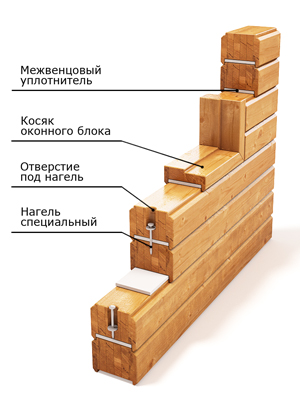 Межвенцовый
уплотнитель
Косяк
оконного блока
Отверстие
под нагель
Нагель
специальный